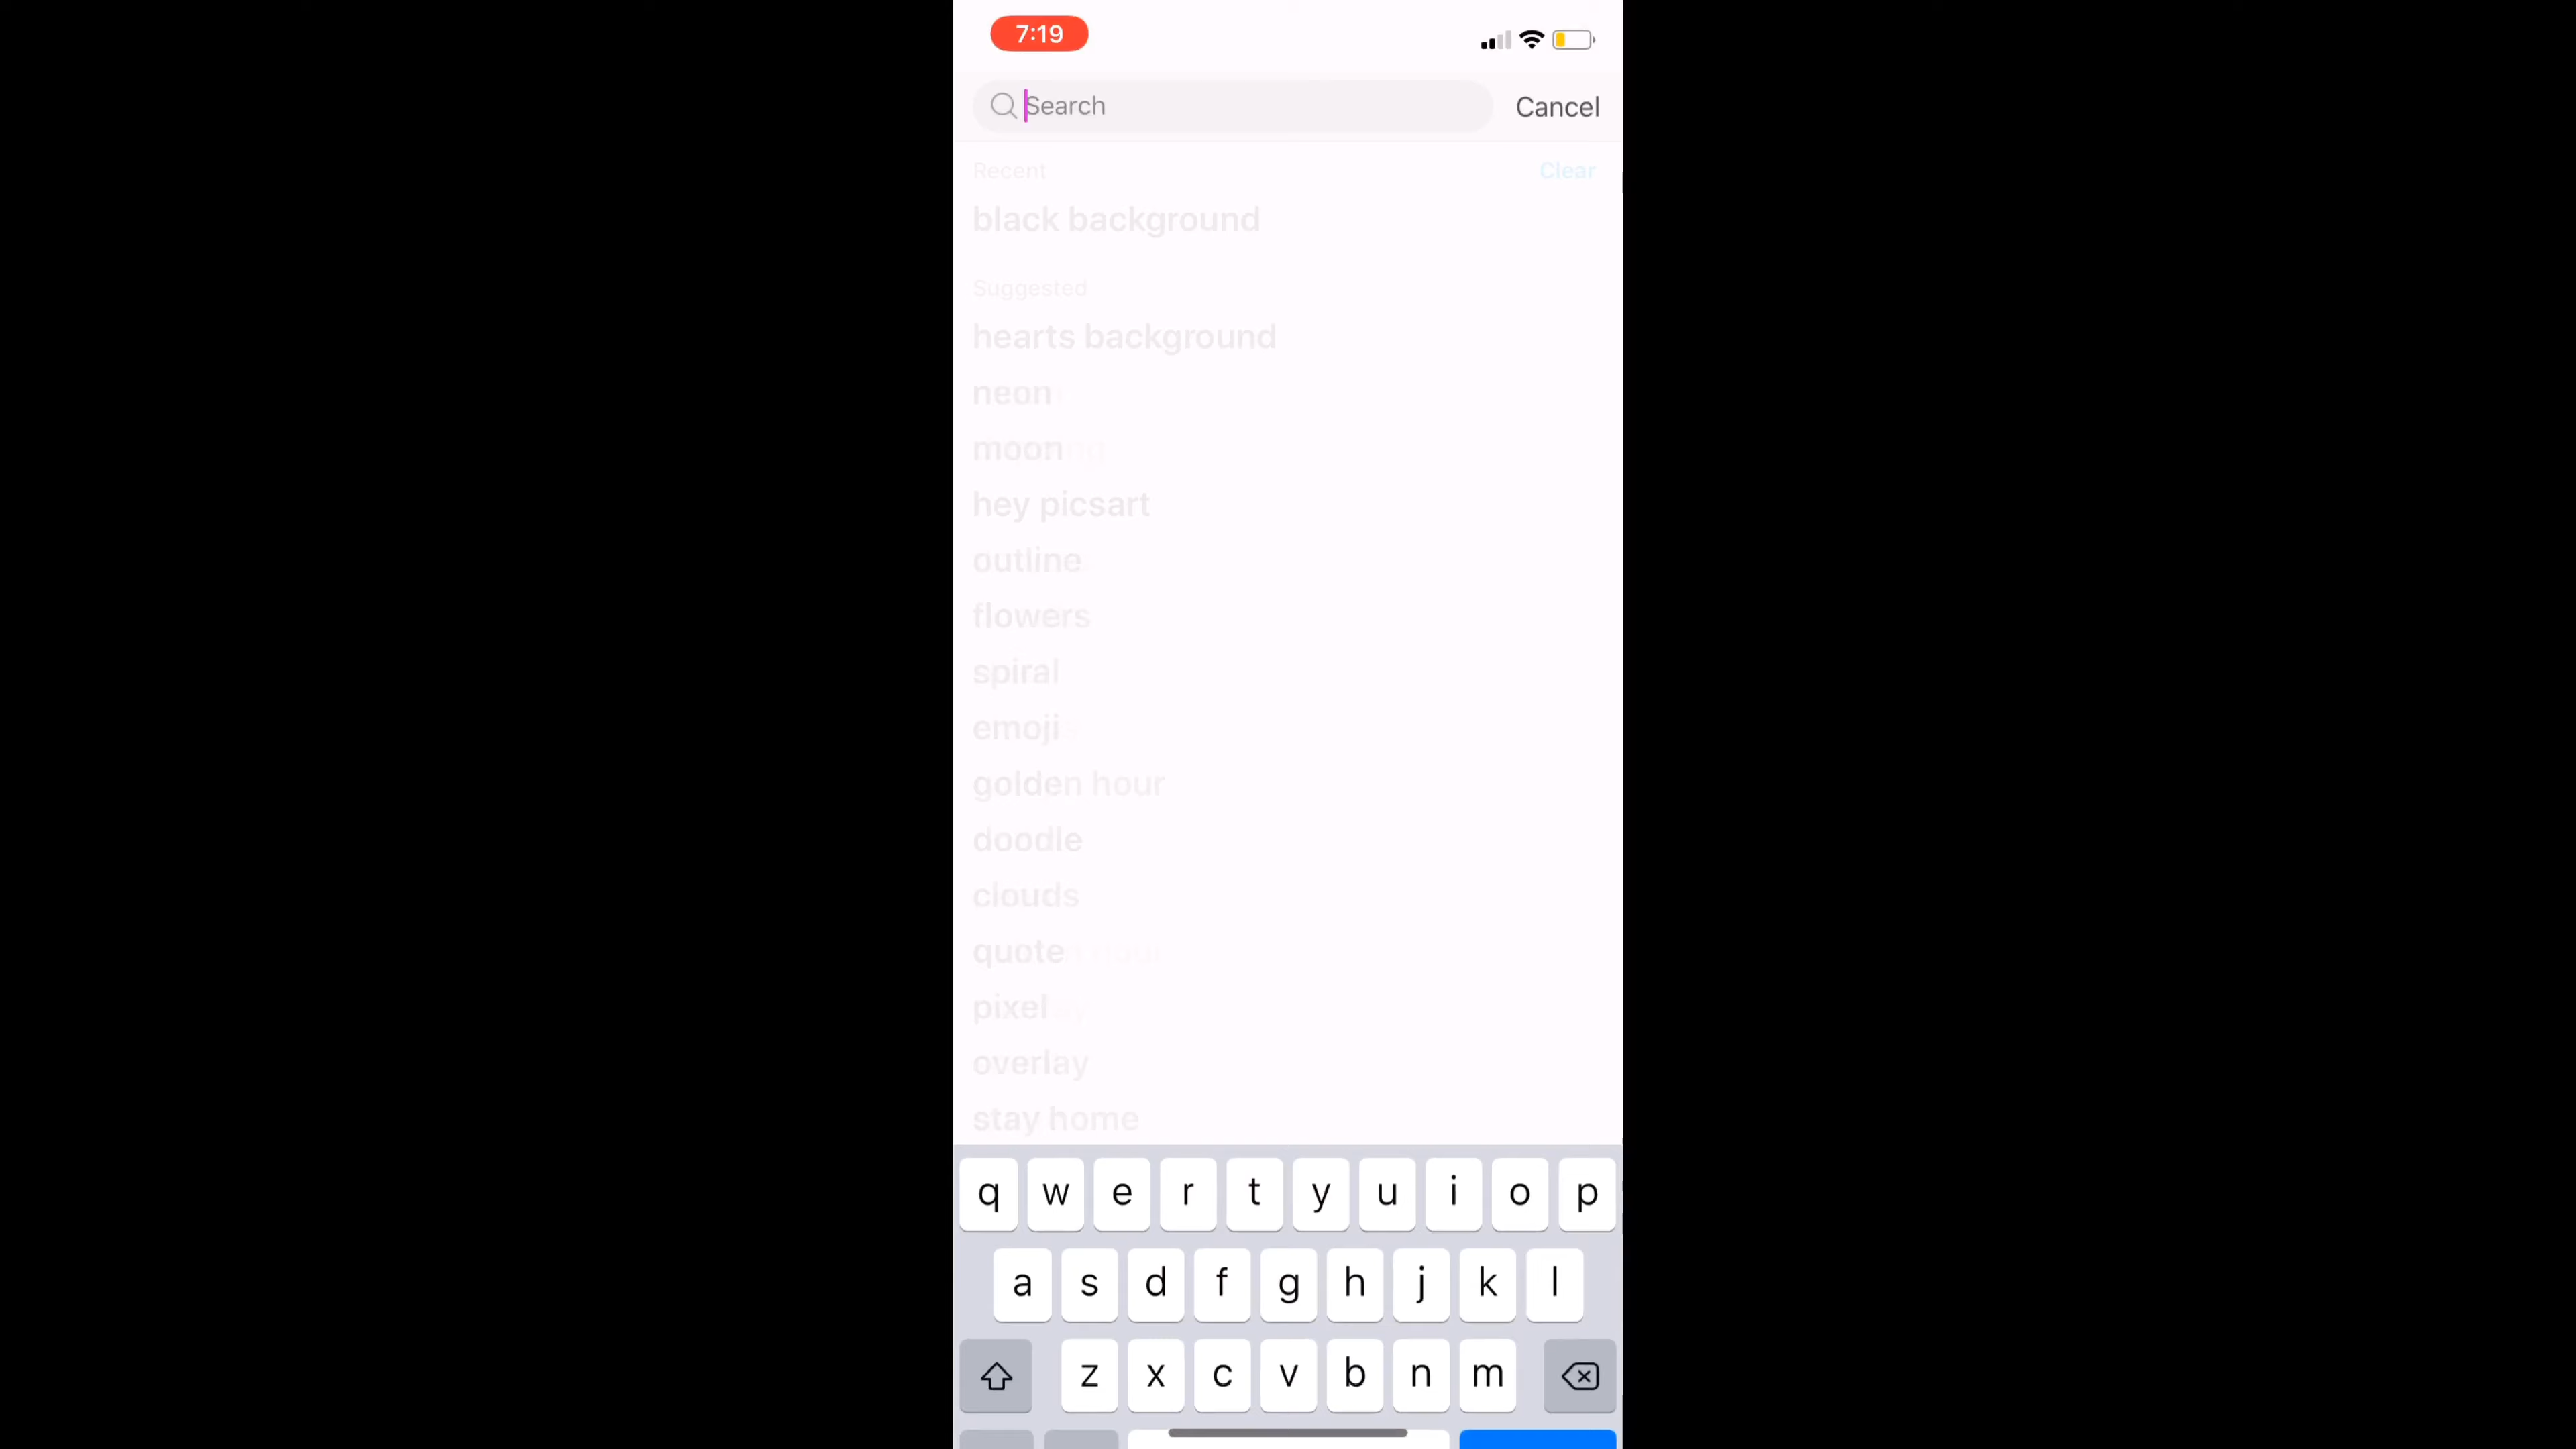 7:19
Search
Cancel
Recent
Clear
black background
Suggested
hearts background
neon
moon
hey picsart
outline
flowers
spiral
emoji
golden hour
doodle
clouds
quote
pixel
overlay
stay home
q w e r t y u i o p
a s d f g h j k l
z x c v b n m